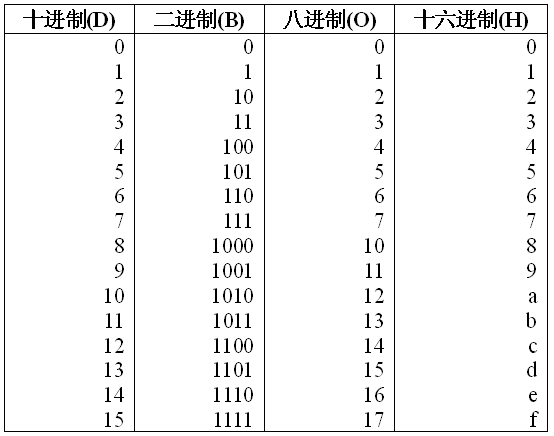 十进制(D) 二进制(B) 八进制(O) 十六进制(H)
0 0 0 0
1 1 1 1
2 10 2 2
3 11 3 3
4 100 4 4
5 101 5 5
6 110 6 6
7 111 7 7
8 1000 10 8
9 1001 11 9
10 1010 12 a
11 1011 13 b
12 1100 14 c
13 1101 15 d
14 1110 16 e
15 1111 17 f